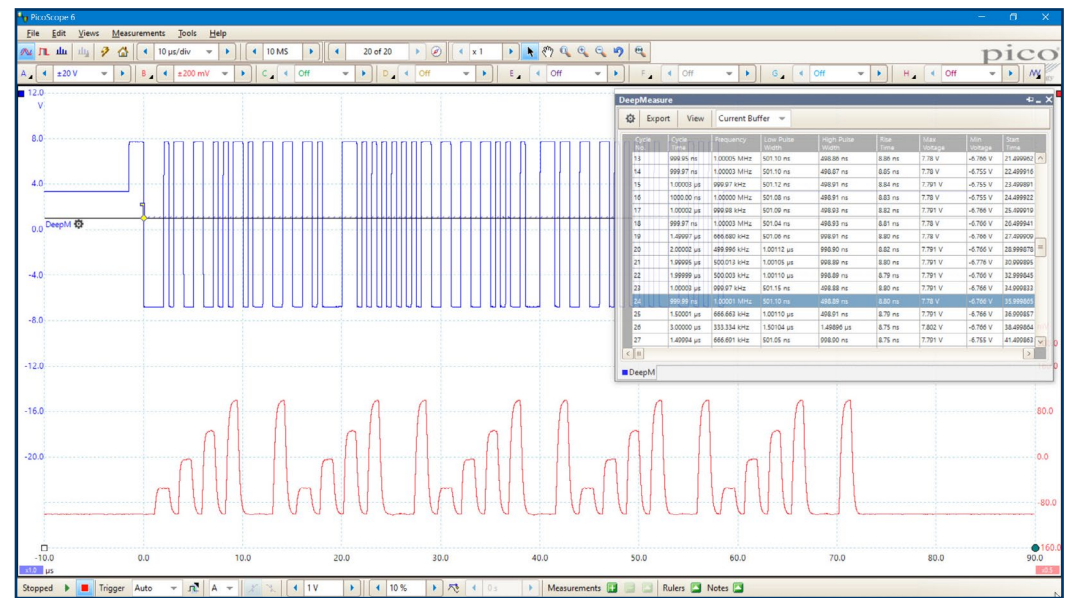 PicoScope 6
File Edit Views Measurements Tools Help
10 µs/div 10 MS 20 of 20 x 1
pico
A ±20 V B ±200 mV C Off D Off E Off F Off G Off H Off
12.0
V
8.0
4.0
0.0
-4.0
-8.0
-12.0
-16.0
-20.0
DeepM
DeepMeasure
Export View Current Buffer
Cycle No. Cycle Time Frequency Low Pulse Width High Pulse Width Rise Time Max Voltage Min Voltage Start Time
13 999.95 ns 1.00005 MHz 501.10 ns 498.86 ns 8.86 ns 7.78 V -6.766 V 21.499962
14 999.97 ns 1.00003 MHz 501.10 ns 498.87 ns 8.85 ns 7.78 V -6.755 V 22.499916
15 1.00003 µs 999.97 kHz 501.12 ns 498.91 ns 8.84 ns 7.791 V -6.755 V 23.499891
16 1000.00 ns 1.00000 MHz 501.08 ns 498.91 ns 8.83 ns 7.78 V -6.755 V 24.499922
17 1.00002 µs 999.98 kHz 501.09 ns 498.93 ns 8.82 ns 7.791 V -6.766 V 25.499919
18 999.97 ns 1.00003 MHz 501.04 ns 498.93 ns 8.81 ns 7.78 V -6.766 V 26.499941
19 1.49997 µs 666.680 kHz 501.06 ns 998.91 ns 8.80 ns 7.78 V -6.766 V 27.499909
20 2.00002 µs 499.996 kHz 1.00112 µs 998.90 ns 8.82 ns 7.791 V -6.766 V 28.999878
21 1.99995 µs 500.013 kHz 1.00105 µs 998.89 ns 8.80 ns 7.791 V -6.776 V 30.999895
22 1.99999 µs 500.003 kHz 1.00110 µs 998.89 ns 8.79 ns 7.791 V -6.766 V 32.999845
23 1.00003 µs 999.97 kHz 501.15 ns 498.88 ns 8.80 ns 7.791 V -6.766 V 34.999833
24 999.99 ns 1.00001 MHz 501.10 ns 498.89 ns 8.80 ns 7.78 V -6.766 V 35.999865
25 1.50001 µs 666.663 kHz 1.00110 µs 498.91 ns 8.79 ns 7.791 V -6.766 V 36.999857
26 3.00000 µs 333.334 kHz 1.50104 µs 1.49896 µs 8.75 ns 7.802 V -6.766 V 38.499864
27 1.49994 µs 666.691 kHz 501.05 ns 998.90 ns 8.75 ns 7.791 V -6.755 V 41.499863
DeepM
80.0
0.0
-80.0
-160.0
-10.0 0.0 10.0 20.0 30.0 40.0 50.0 60.0 70.0 80.0 90.0
x1.0 µs
x0.5
Stopped Trigger Auto A 1 V 10 % 0 s Measurements Rulers Notes